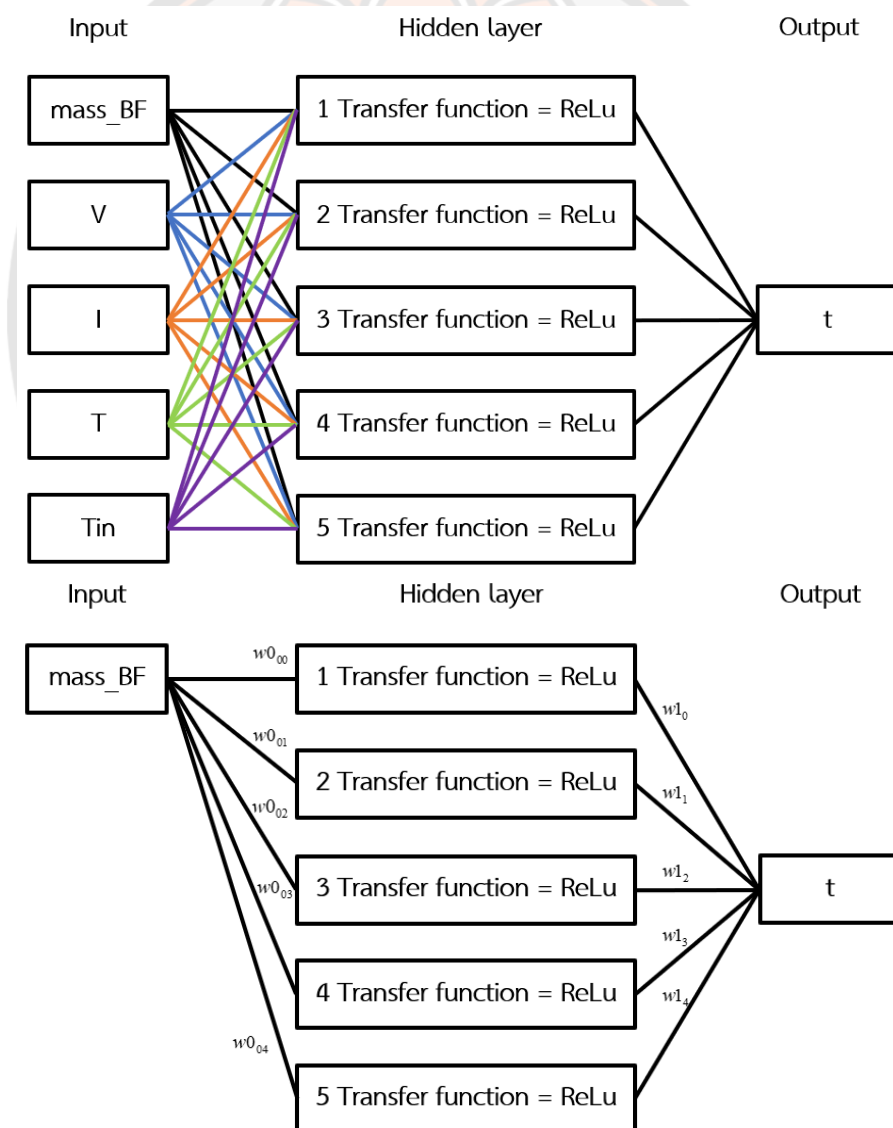 Input Hidden layer Output
mass_BF 1 Transfer function = ReLu
V 2 Transfer function = ReLu
I 3 Transfer function = ReLu t
T 4 Transfer function = ReLu
Tin 5 Transfer function = ReLu
Input Hidden layer Output
w0₀₀
mass_BF 1 Transfer function = ReLu
w1₀
w0₀₁
2 Transfer function = ReLu
w1₁
w0₀₂
w1₂
w0₀₃ 3 Transfer function = ReLu t
w1₃
4 Transfer function = ReLu
w1₄
w0₀₄
5 Transfer function = ReLu